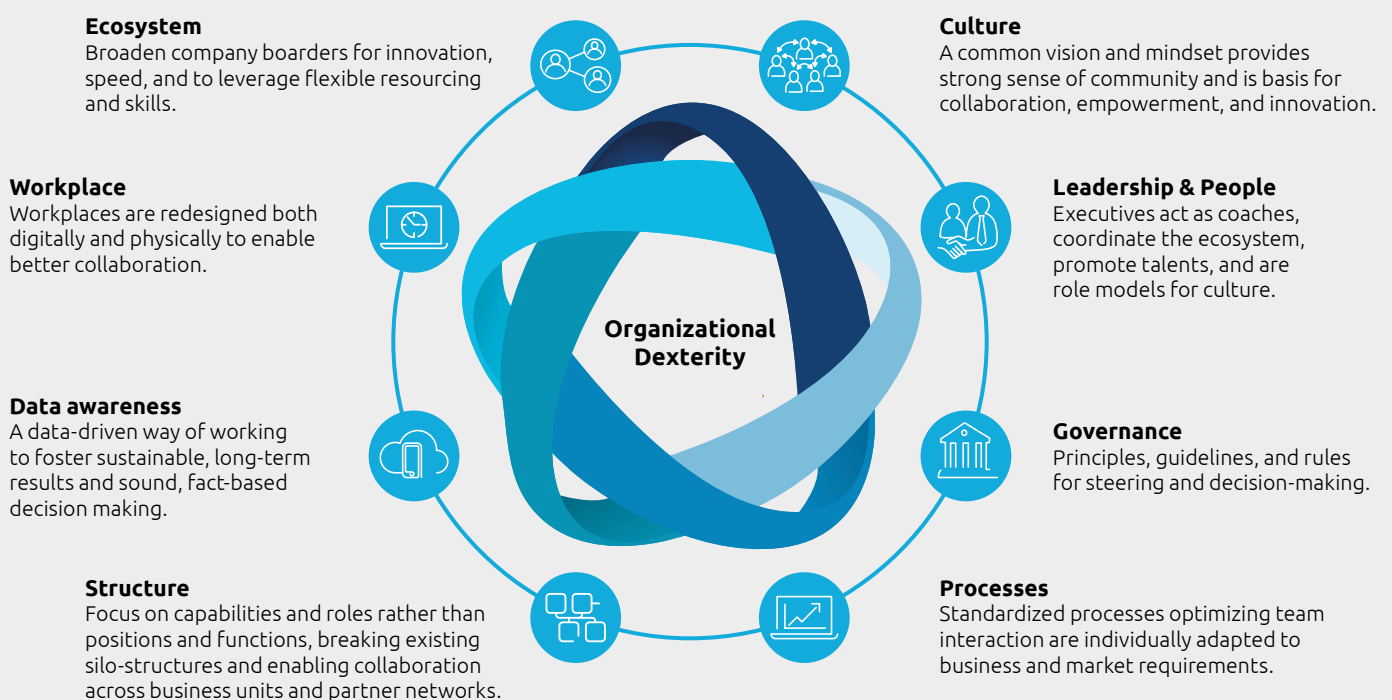 Ecosystem
Broaden company boarders for innovation,
speed, and to leverage flexible resourcing
and skills.
Culture
A common vision and mindset provides
strong sense of community and is basis for
collaboration, empowerment, and innovation.
Workplace
Workplaces are redesigned both
digitally and physically to enable
better collaboration.
Leadership & People
Executives act as coaches,
coordinate the ecosystem,
promote talents, and are
role models for culture.
Organizational
Dexterity
Data awareness
A data-driven way of working
to foster sustainable, long-term
results and sound, fact-based
decision making.
Governance
Principles, guidelines, and rules
for steering and decision-making.
Structure
Focus on capabilities and roles rather than
positions and functions, breaking existing
silo-structures and enabling collaboration
across business units and partner networks.
Processes
Standardized processes optimizing team
interaction are individually adapted to
business and market requirements.